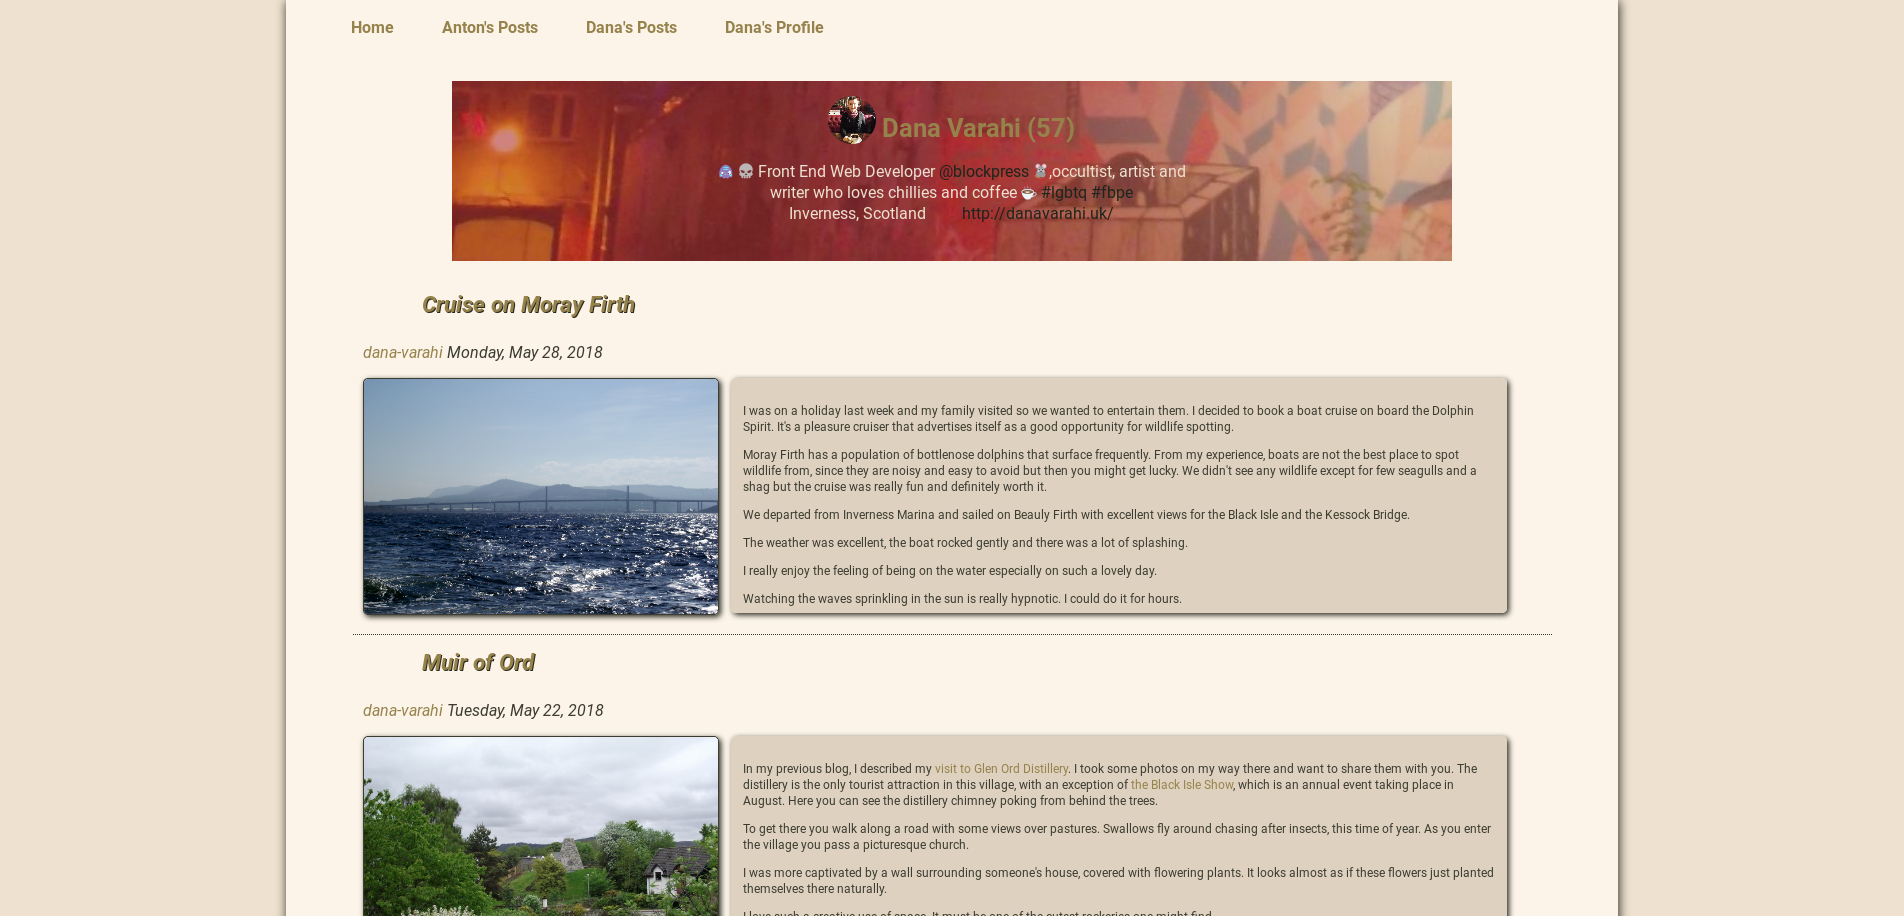 Home Anton's Posts Dana's Posts Dana's Profile
Dana Varahi (57)
Front End Web Developer @blockpress ,occultist, artist and
writer who loves chillies and coffee #lgbtq #fbpe
Inverness, Scotland http://danavarahi.uk/
Cruise on Moray Firth
dana-varahi Monday, May 28, 2018
I was on a holiday last week and my family visited so we wanted to entertain them. I decided to book a boat cruise on board the Dolphin
Spirit. It's a pleasure cruiser that advertises itself as a good opportunity for wildlife spotting.
Moray Firth has a population of bottlenose dolphins that surface frequently. From my experience, boats are not the best place to spot
wildlife from, since they are noisy and easy to avoid but then you might get lucky. We didn't see any wildlife except for few seagulls and a
shag but the cruise was really fun and definitely worth it.
We departed from Inverness Marina and sailed on Beauly Firth with excellent views for the Black Isle and the Kessock Bridge.
The weather was excellent, the boat rocked gently and there was a lot of splashing.
I really enjoy the feeling of being on the water especially on such a lovely day.
Watching the waves sprinkling in the sun is really hypnotic. I could do it for hours.
Muir of Ord
dana-varahi Tuesday, May 22, 2018
In my previous blog, I described my visit to Glen Ord Distillery. I took some photos on my way there and want to share them with you. The
distillery is the only tourist attraction in this village, with an exception of the Black Isle Show, which is an annual event taking place in
August. Here you can see the distillery chimney poking from behind the trees.
To get there you walk along a road with some views over pastures. Swallows fly around chasing after insects, this time of year. As you enter
the village you pass a picturesque church.
I was more captivated by a wall surrounding someone's house, covered with flowering plants. It looks almost as if these flowers just planted
themselves there naturally.
I love such a creative use of space. It must be one of the cutest rockeries one might find.